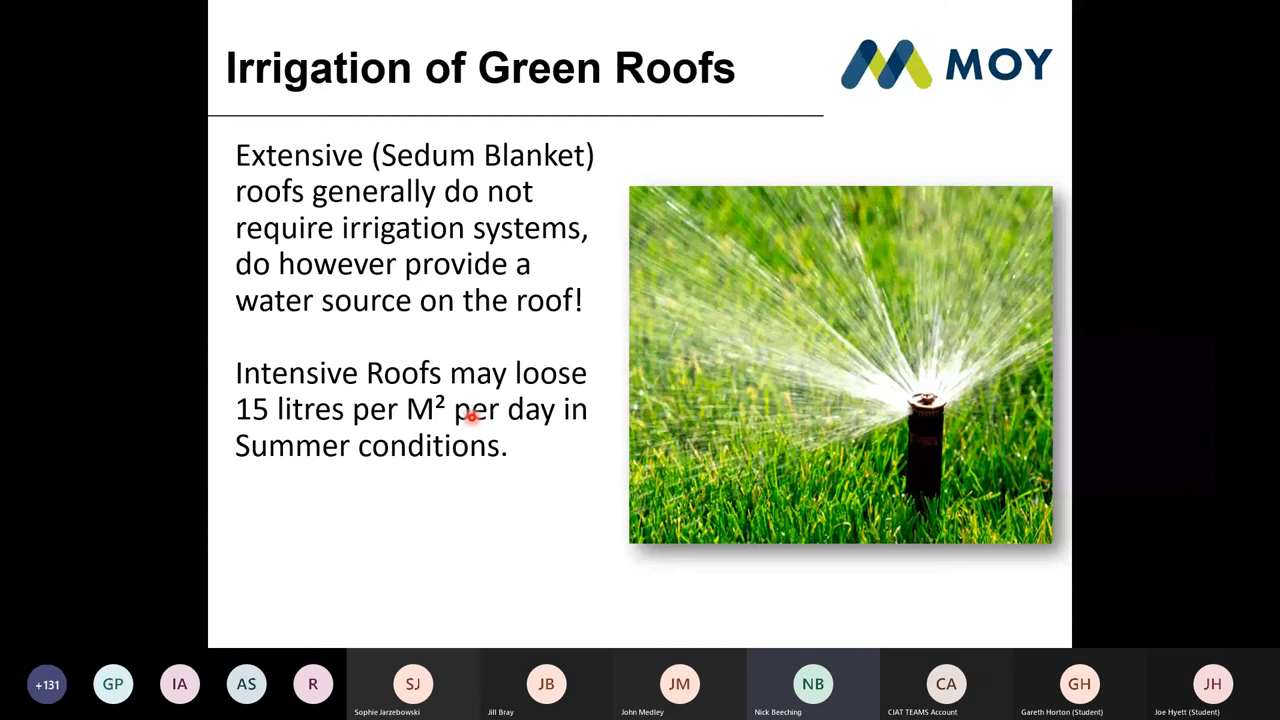 Irrigation of Green Roofs
MOY
Extensive (Sedum Blanket)
roofs generally do not
require irrigation systems,
do however provide a
water source on the roof!
Intensive Roofs may loose
15 litres per M² per day in
Summer conditions.
+131
GP
IA
AS
R
SJ
JB
JM
NB
CA
GH
JH
Sophie Jarzebowski
Jill Bray
John Medley
Nick Beeching
CIAT TEAMS Account
Gareth Horton (Student)
Joe Hyett (Student)